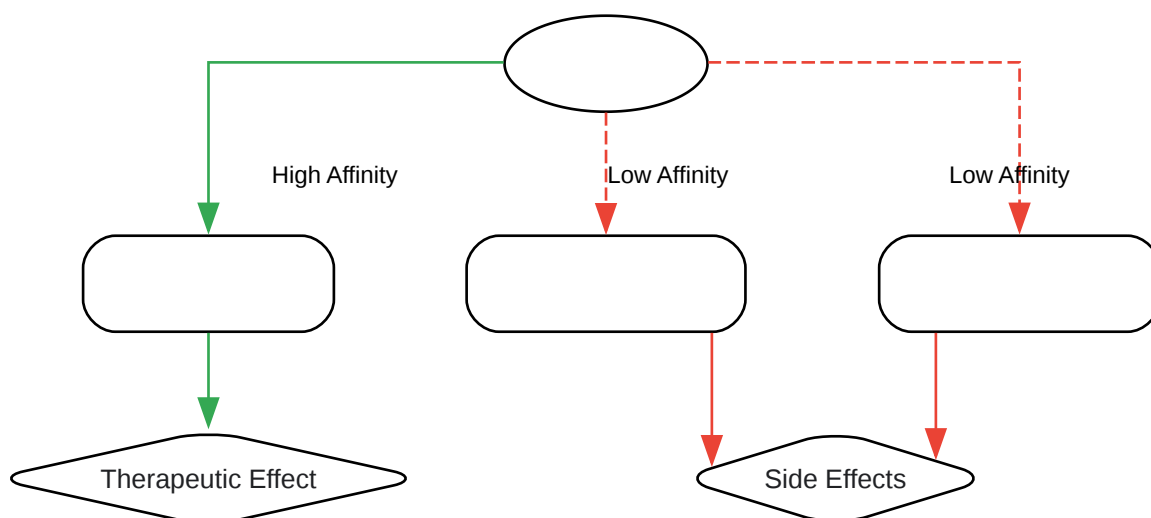 High Affinity
Low Affinity
Low Affinity
Therapeutic Effect
Side Effects